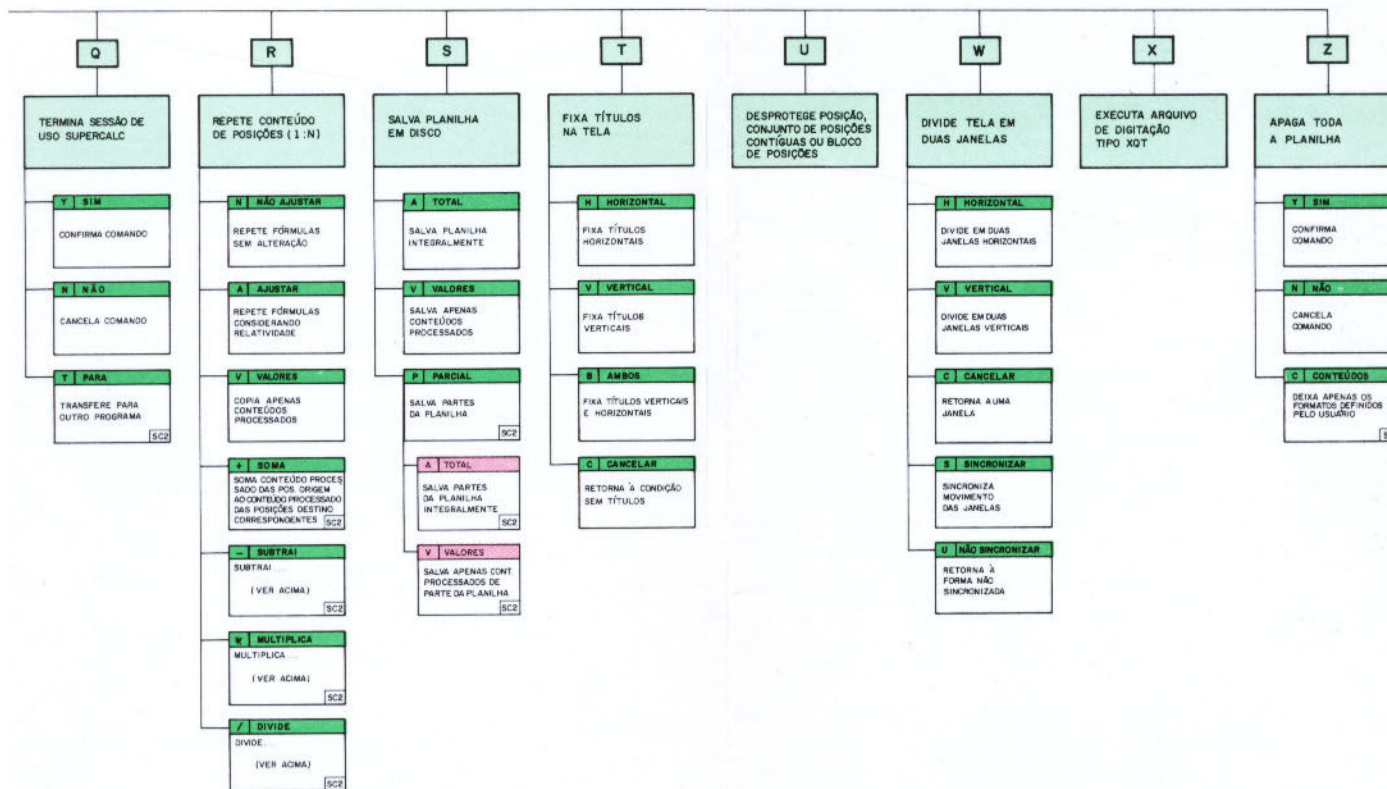 Q
TERMINA SESSÃO DE
USO SUPERCALC
Y SIM
CONFIRMA COMANDO
N NÃO
CANCELA COMANDO
T PARA
TRANSFERE PARA
OUTRO PROGRAMA
SC2
R
REPETE CONTEÚDO
DE POSIÇÕES (1:N)
N NÃO AJUSTAR
REPETE FÓRMULAS
SEM ALTERAÇÃO
A AJUSTAR
REPETE FÓRMULAS
CONSIDERANDO
RELATIVIDADE
V VALORES
COPIA APENAS
CONTEÚDOS
PROCESSADOS
+ SOMA
SOMA CONTEÚDO PROCES
SADO DAS POS. ORIGEM
AO CONTEÚDO PROCESSADO
DAS POSIÇÕES DESTINO
CORRESPONDENTES SC2
− SUBTRAI
SUBTRAI ...
(VER ACIMA)
SC2
* MULTIPLICA
MULTIPLICA ...
(VER ACIMA)
SC2
/ DIVIDE
DIVIDE ...
(VER ACIMA)
SC2
S
SALVA PLANILHA
EM DISCO
A TOTAL
SALVA PLANILHA
INTEGRALMENTE
V VALORES
SALVA APENAS
CONTEÚDOS
PROCESSADOS
P PARCIAL
SALVA PARTES
DA PLANILHA
SC2
A TOTAL
SALVA PARTES
DA PLANILHA
INTEGRALMENTE
SC2
V VALORES
SALVA APENAS CONT.
PROCESSADOS DE
PARTE DA PLANILHA
SC2
T
FIXA TÍTULOS
NA TELA
H HORIZONTAL
FIXA TÍTULOS
HORIZONTAIS
V VERTICAL
FIXA TÍTULOS
VERTICAIS
B AMBOS
FIXA TÍTULOS VERTICAIS
E HORIZONTAIS
C CANCELAR
RETORNA À CONDIÇÃO
SEM TÍTULOS
U
DESPROTEGE POSIÇÃO,
CONJUNTO DE POSIÇÕES
CONTÍGUAS OU BLOCO
DE POSIÇÕES
W
DIVIDE TELA EM
DUAS JANELAS
H HORIZONTAL
DIVIDE EM DUAS
JANELAS HORIZONTAIS
V VERTICAL
DIVIDE EM DUAS
JANELAS VERTICAIS
C CANCELAR
RETORNA A UMA
JANELA
S SINCRONIZAR
SINCRONIZA
MOVIMENTO
DAS JANELAS
U NÃO SINCRONIZAR
RETORNA À
FORMA NÃO
SINCRONIZADA
X
EXECUTA ARQUIVO
DE DIGITAÇÃO
TIPO XQT
Z
APAGA TODA
A PLANILHA
Y SIM
CONFIRMA
COMANDO
N NÃO
CANCELA
COMANDO
C CONTEÚDOS
DEIXA APENAS OS
FORMATOS DEFINIDOS
PELO USUÁRIO